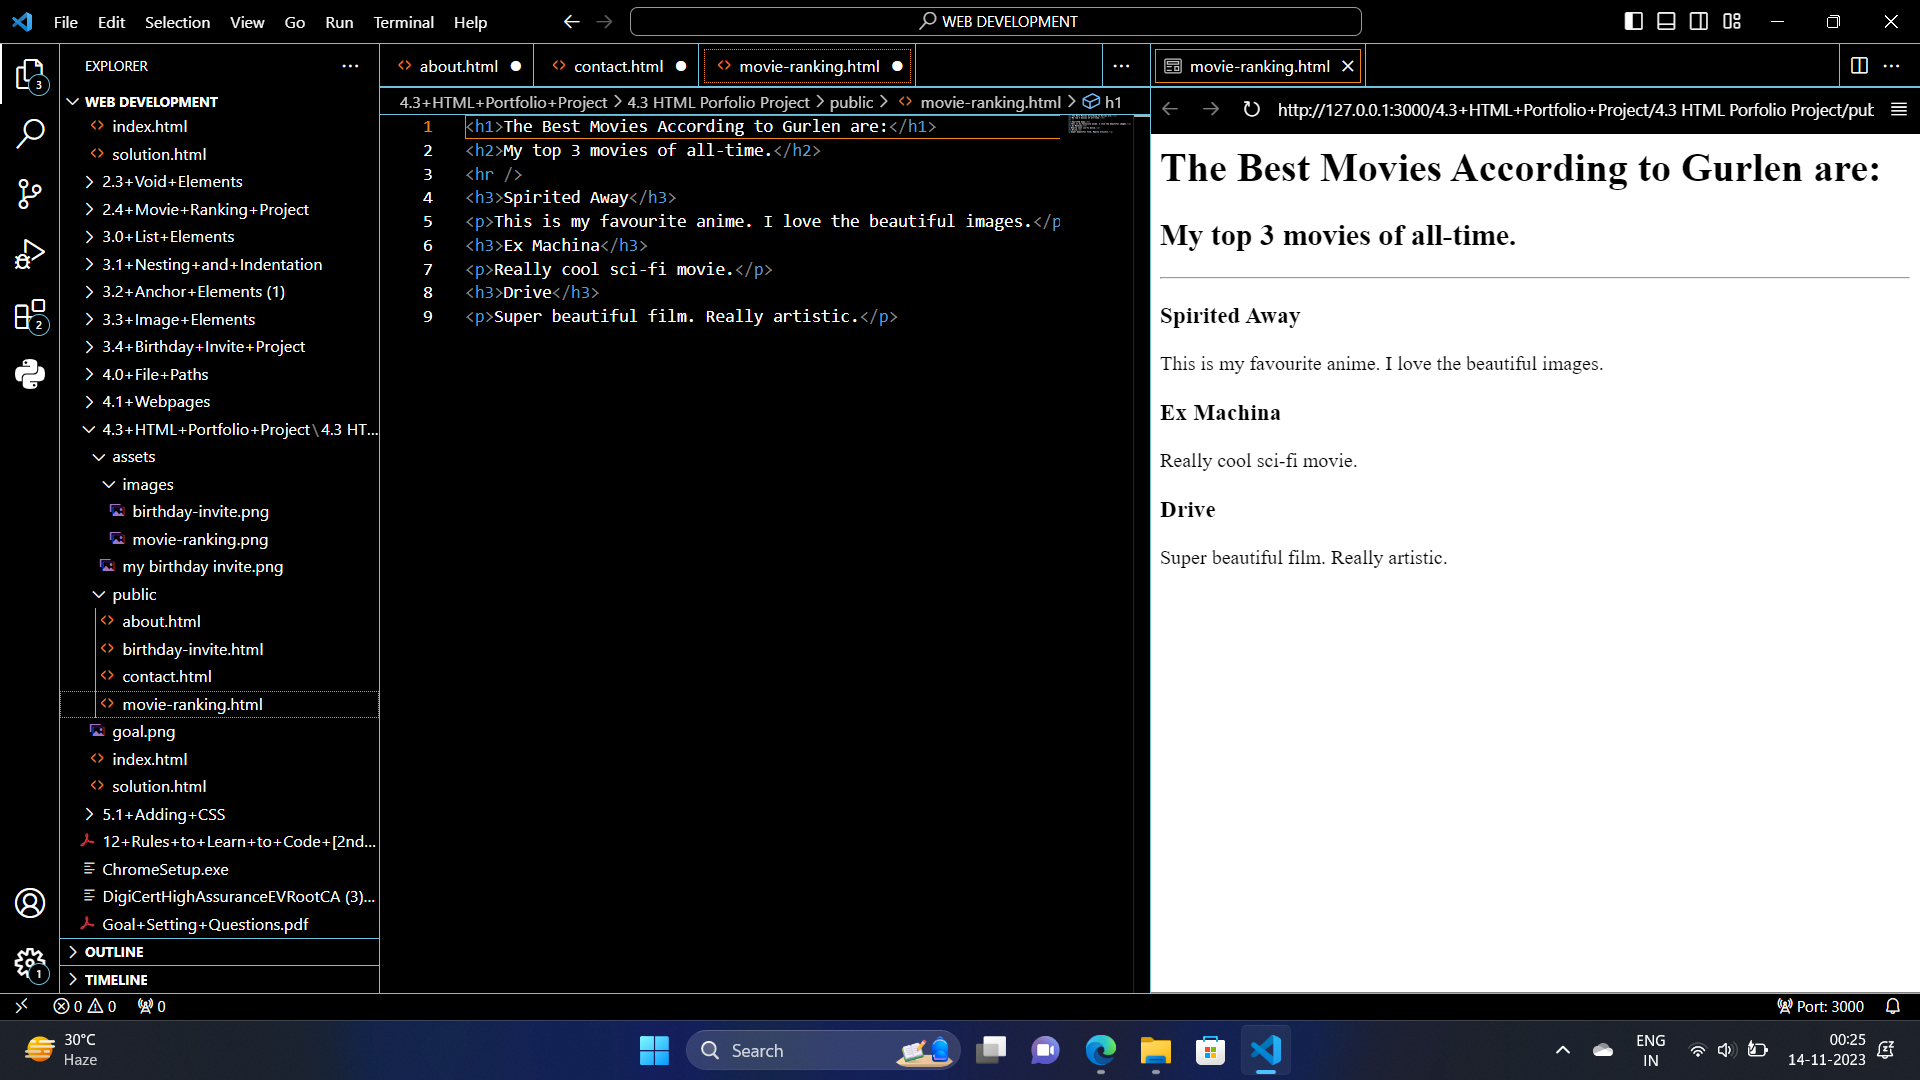 File Edit Selection View Go Run Terminal Help
WEB DEVELOPMENT
EXPLORER
3
2
1
WEB DEVELOPMENT
index.html
solution.html
2.3+Void+Elements
2.4+Movie+Ranking+Project
3.0+List+Elements
3.1+Nesting+and+Indentation
3.2+Anchor+Elements (1)
3.3+Image+Elements
3.4+Birthday+Invite+Project
4.0+File+Paths
4.1+Webpages
4.3+HTML+Portfolio+Project\4.3 HT...
assets
images
birthday-invite.png
movie-ranking.png
my birthday invite.png
public
about.html
birthday-invite.html
contact.html
movie-ranking.html
goal.png
index.html
solution.html
5.1+Adding+CSS
12+Rules+to+Learn+to+Code+[2nd...
ChromeSetup.exe
DigiCertHighAssuranceEVRootCA (3)...
Goal+Setting+Questions.pdf
OUTLINE
TIMELINE
about.html contact.html movie-ranking.html
4.3+HTML+Portfolio+Project > 4.3 HTML Porfolio Project > public > movie-ranking.html > h1
1 <h1>The Best Movies According to Gurlen are:</h1>
2 <h2>My top 3 movies of all-time.</h2>
3 <hr />
4 <h3>Spirited Away</h3>
5 <p>This is my favourite anime. I love the beautiful images.</p
6 <h3>Ex Machina</h3>
7 <p>Really cool sci-fi movie.</p>
8 <h3>Drive</h3>
9 <p>Super beautiful film. Really artistic.</p>
movie-ranking.html
http://127.0.0.1:3000/4.3+HTML+Portfolio+Project/4.3 HTML Porfolio Project/pub
The Best Movies According to Gurlen are:
My top 3 movies of all-time.
Spirited Away
This is my favourite anime. I love the beautiful images.
Ex Machina
Really cool sci-fi movie.
Drive
Super beautiful film. Really artistic.
0 0 0
Port: 3000
30°C
Haze
Search
ENG
IN
00:25
14-11-2023